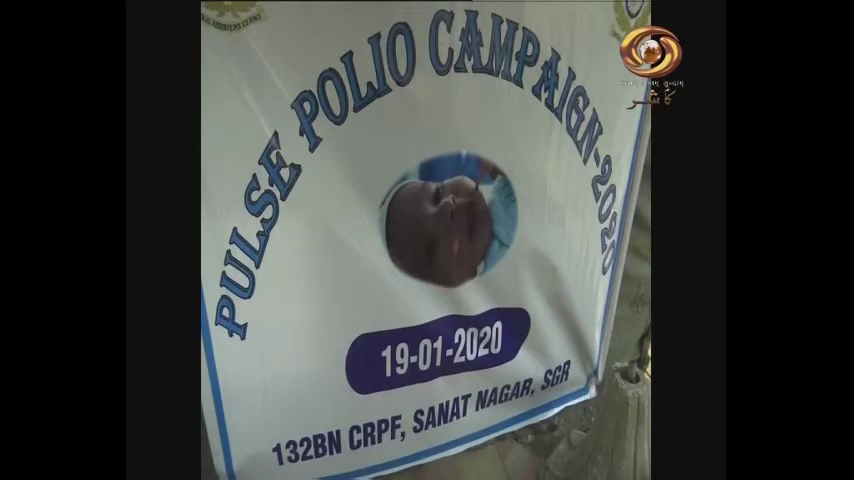 PULSE POLIO CAMPAIGN-2020
19-01-2020
132BN CRPF, SANAT NAGAR, SGR